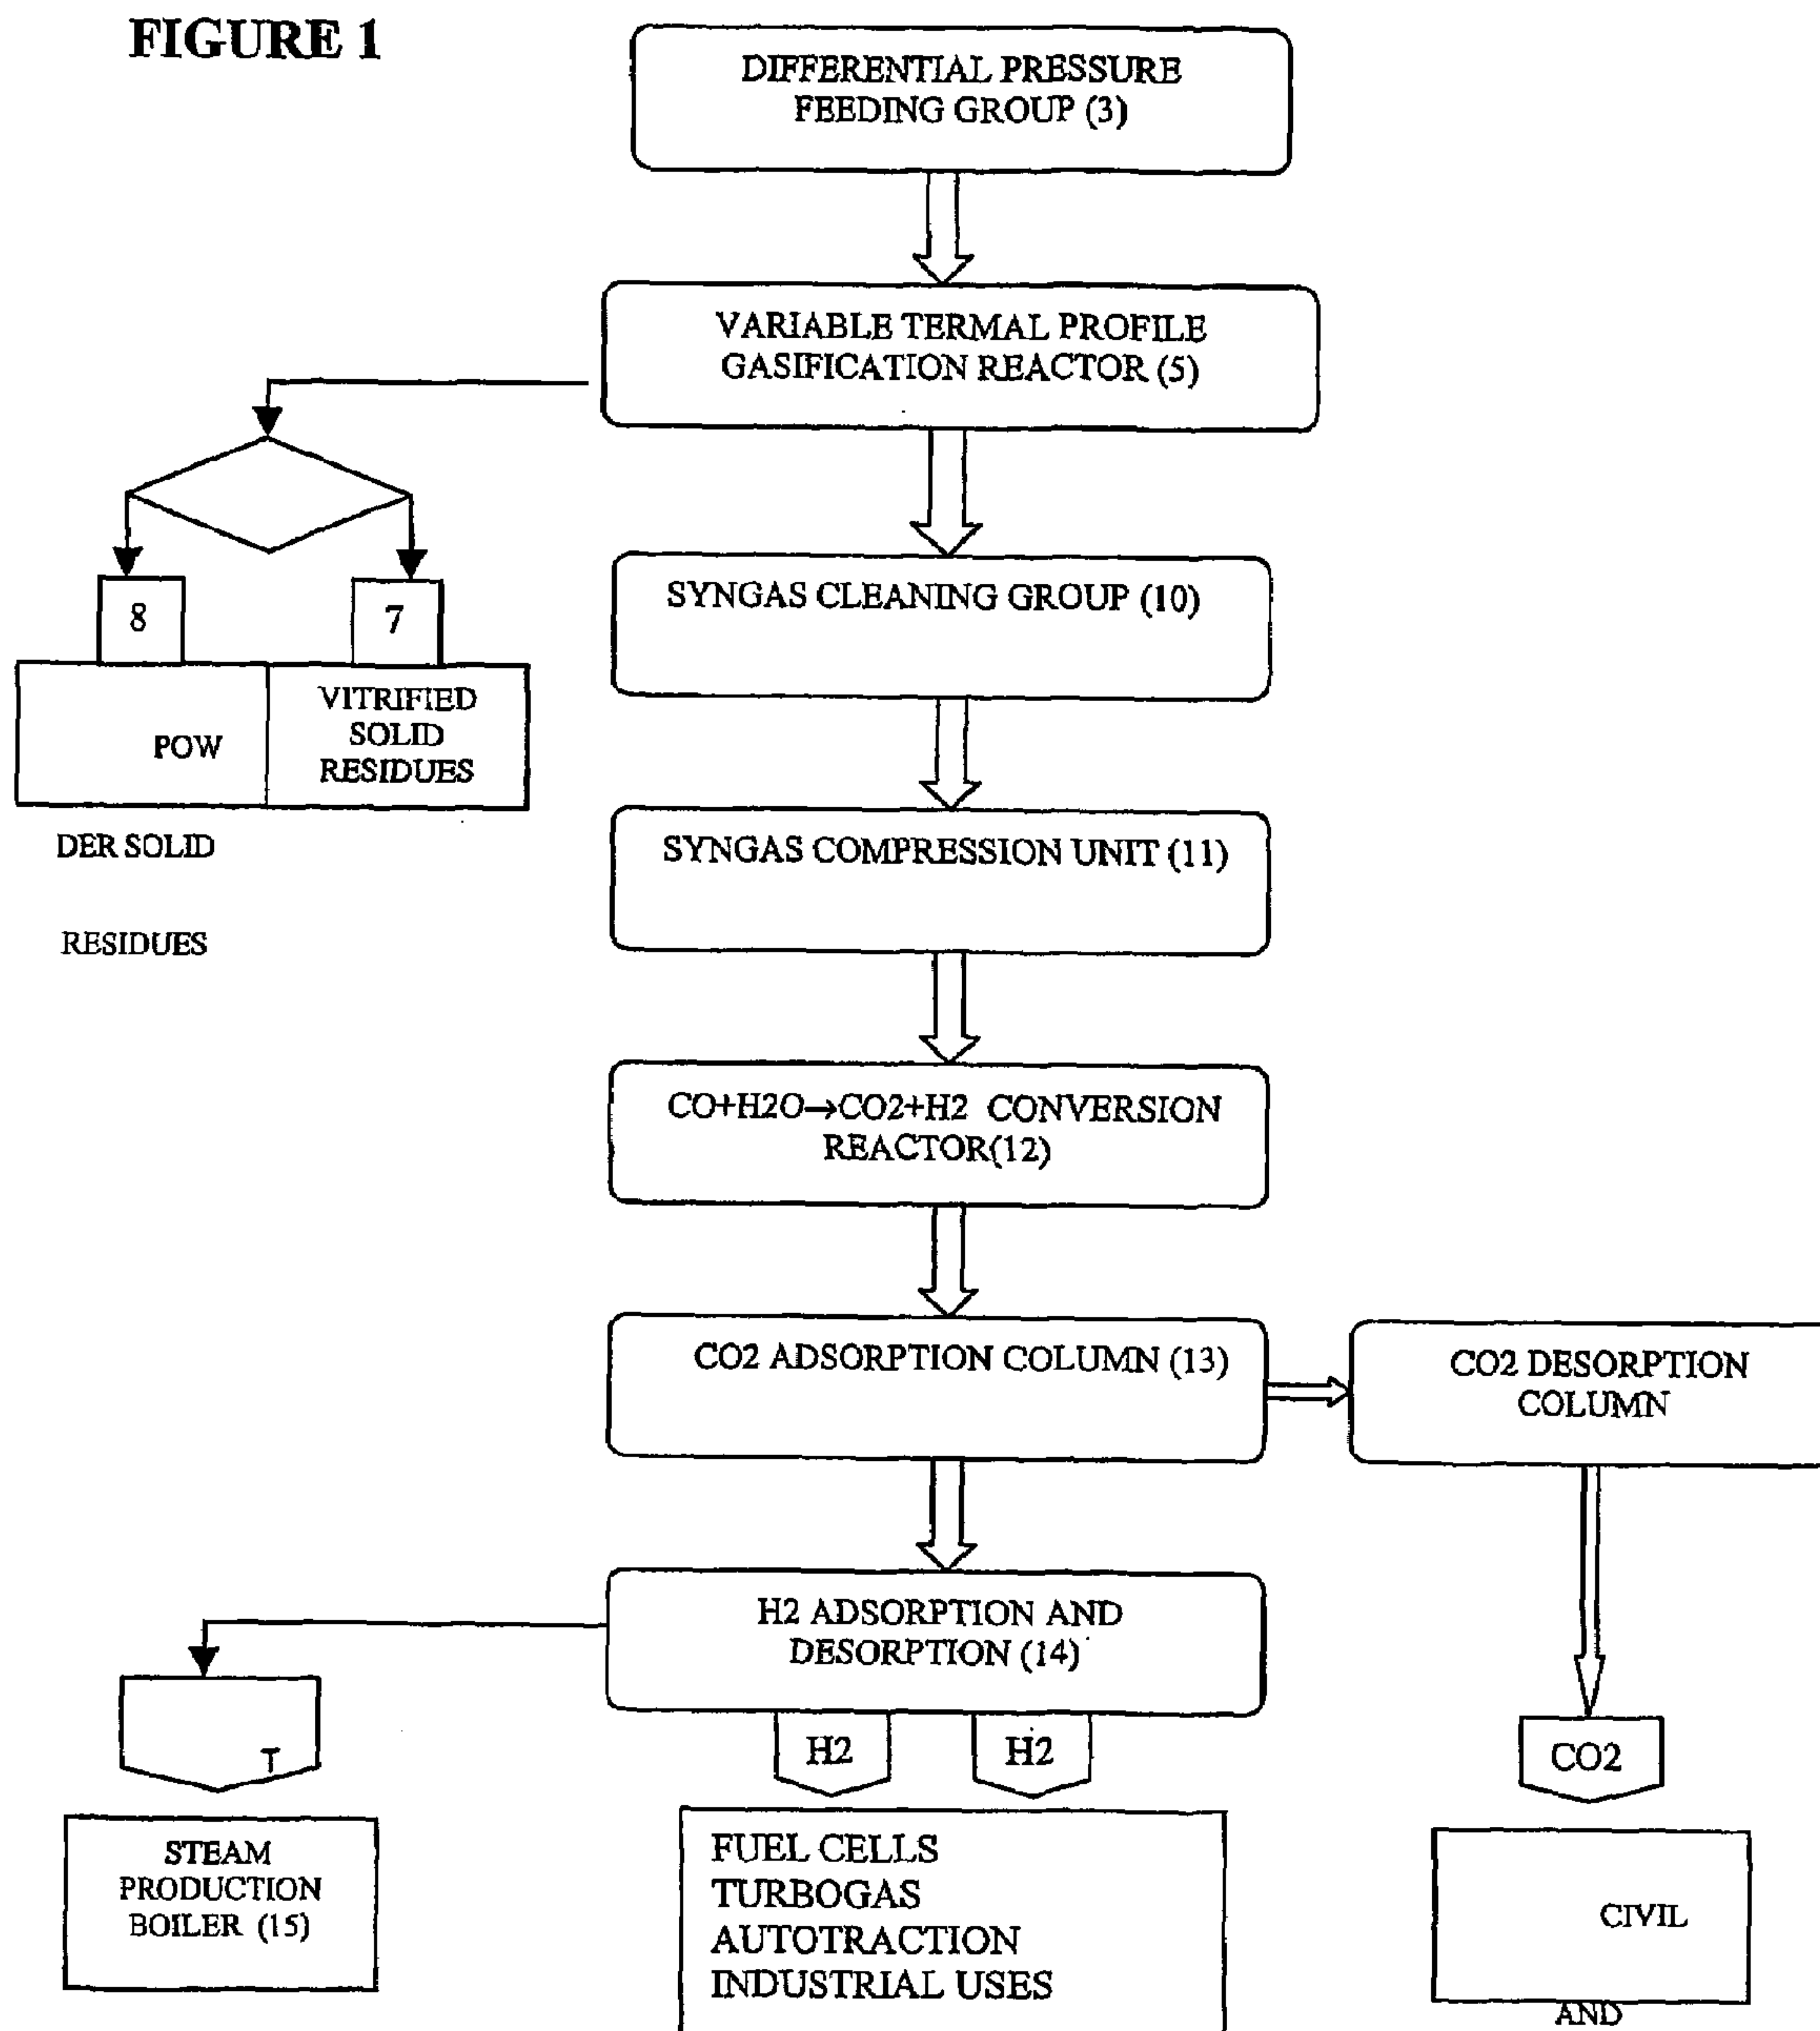 FIGURE 1
DIFFERENTIAL PRESSURE
FEEDING GROUP (3)
VARIABLE TERMAL PROFILE
GASIFICATION REACTOR (5)
8
7
POW
VITRIFIED
SOLID
RESIDUES
DER SOLID
RESIDUES
SYNGAS CLEANING GROUP (10)
SYNGAS COMPRESSION UNIT (11)
CO+H2O→CO2+H2 CONVERSION
REACTOR(12)
CO2 ADSORPTION COLUMN (13)
CO2 DESORPTION
COLUMN
H2 ADSORPTION AND
DESORPTION (14)
T
H2
H2
CO2
STEAM
PRODUCTION
BOILER (15)
FUEL CELLS
TURBOGAS
AUTOTRACTION
INDUSTRIAL USES
CIVIL
AND